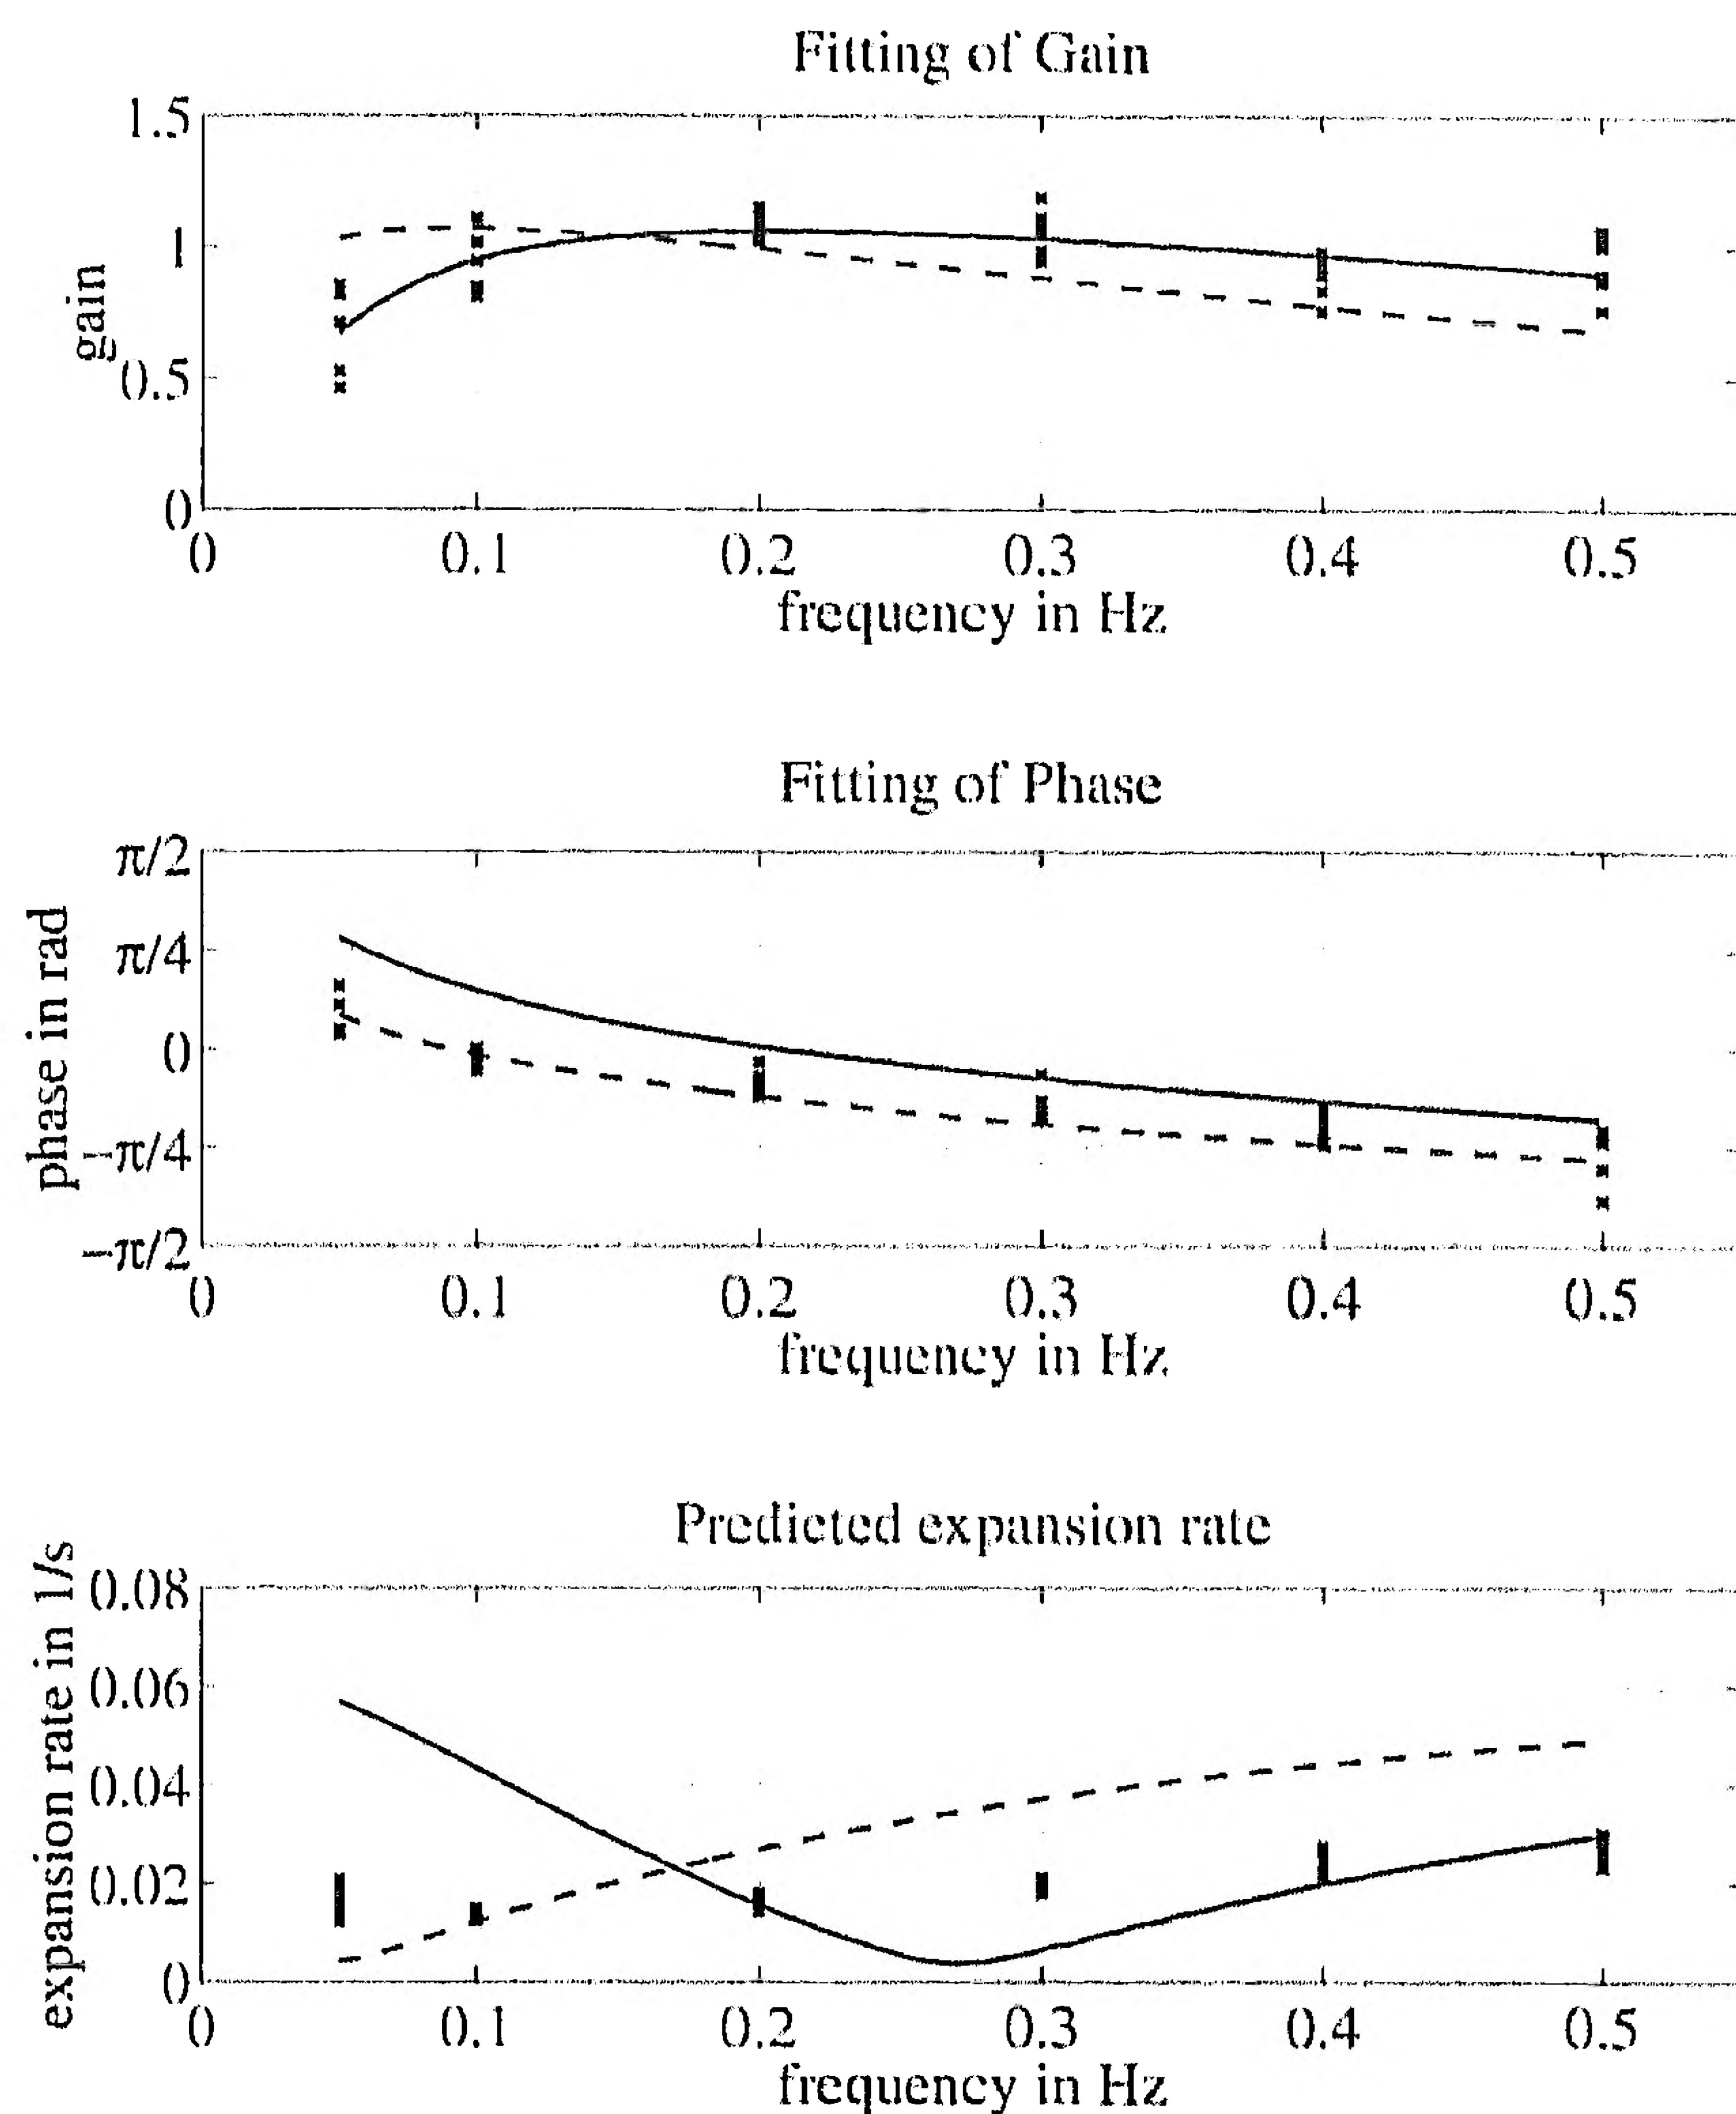 Fitting of Gain
1.5
1
0.5
0
gain
0 0.1 0.2 0.3 0.4 0.5
frequency in Hz
Fitting of Phase
π/2
π/4
0
−π/4
−π/2
phase in rad
0 0.1 0.2 0.3 0.4 0.5
frequency in Hz
Predicted expansion rate
0.08
0.06
0.04
0.02
0
expansion rate in 1/s
0 0.1 0.2 0.3 0.4 0.5
frequency in Hz